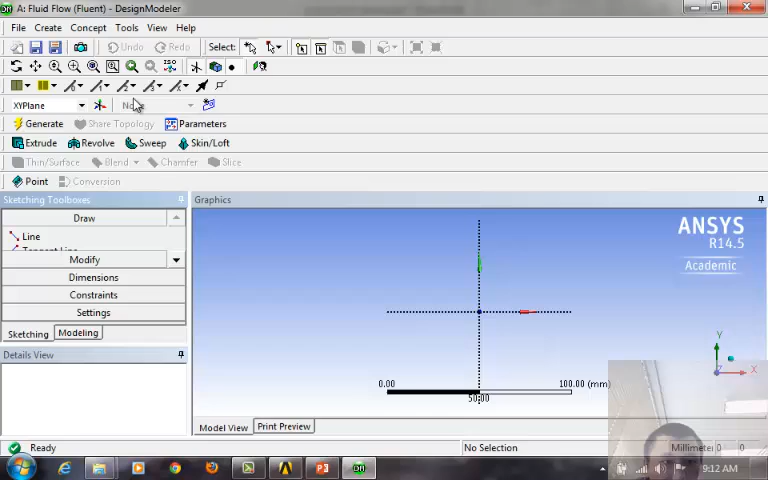 A: Fluid Flow (Fluent) - DesignModeler
File Create Concept Tools View Help
Undo Redo Select:
ISO
XYPlane
Generate Share Topology Parameters
Extrude Revolve Sweep Skin/Loft
Thin/Surface Blend Chamfer Slice
Point Conversion
Sketching Toolboxes
Draw
Line
Tangent Line
Modify
Dimensions
Constraints
Settings
Sketching Modeling
Details View
Graphics
ANSYS
R14.5
Academic
Y
X
0.00 100.00 (mm)
50.00
Model View Print Preview
Ready No Selection Millimeter 0 0
9:12 AM